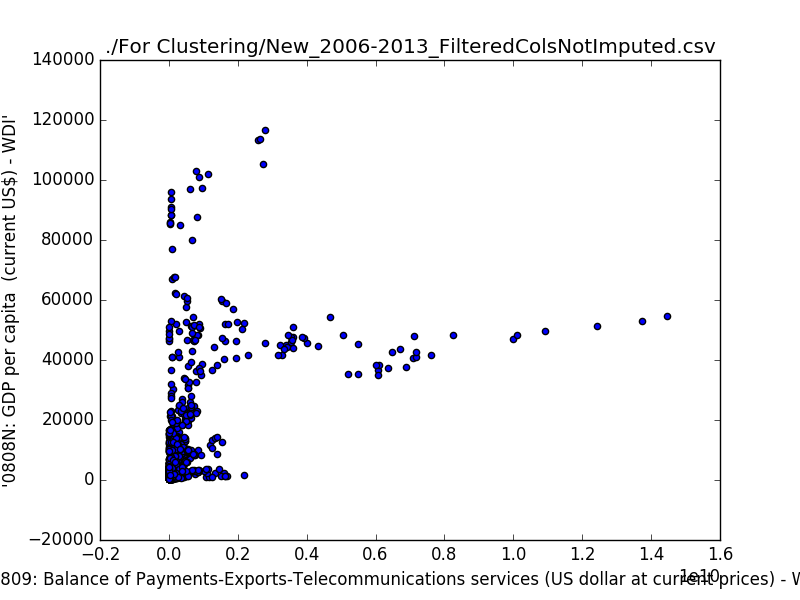 ./For Clustering/New_2006-2013_FilteredColsNotImputed.csv
140000
120000
100000
80000
60000
40000
20000
0
−20000
'0808N: GDP per capita (current US$) - WDI'
−0.2 0.0 0.2 0.4 0.6 0.8 1.0 1.2 1.4 1.6
1e10
809: Balance of Payments-Exports-Telecommunications services (US dollar at current prices) - W